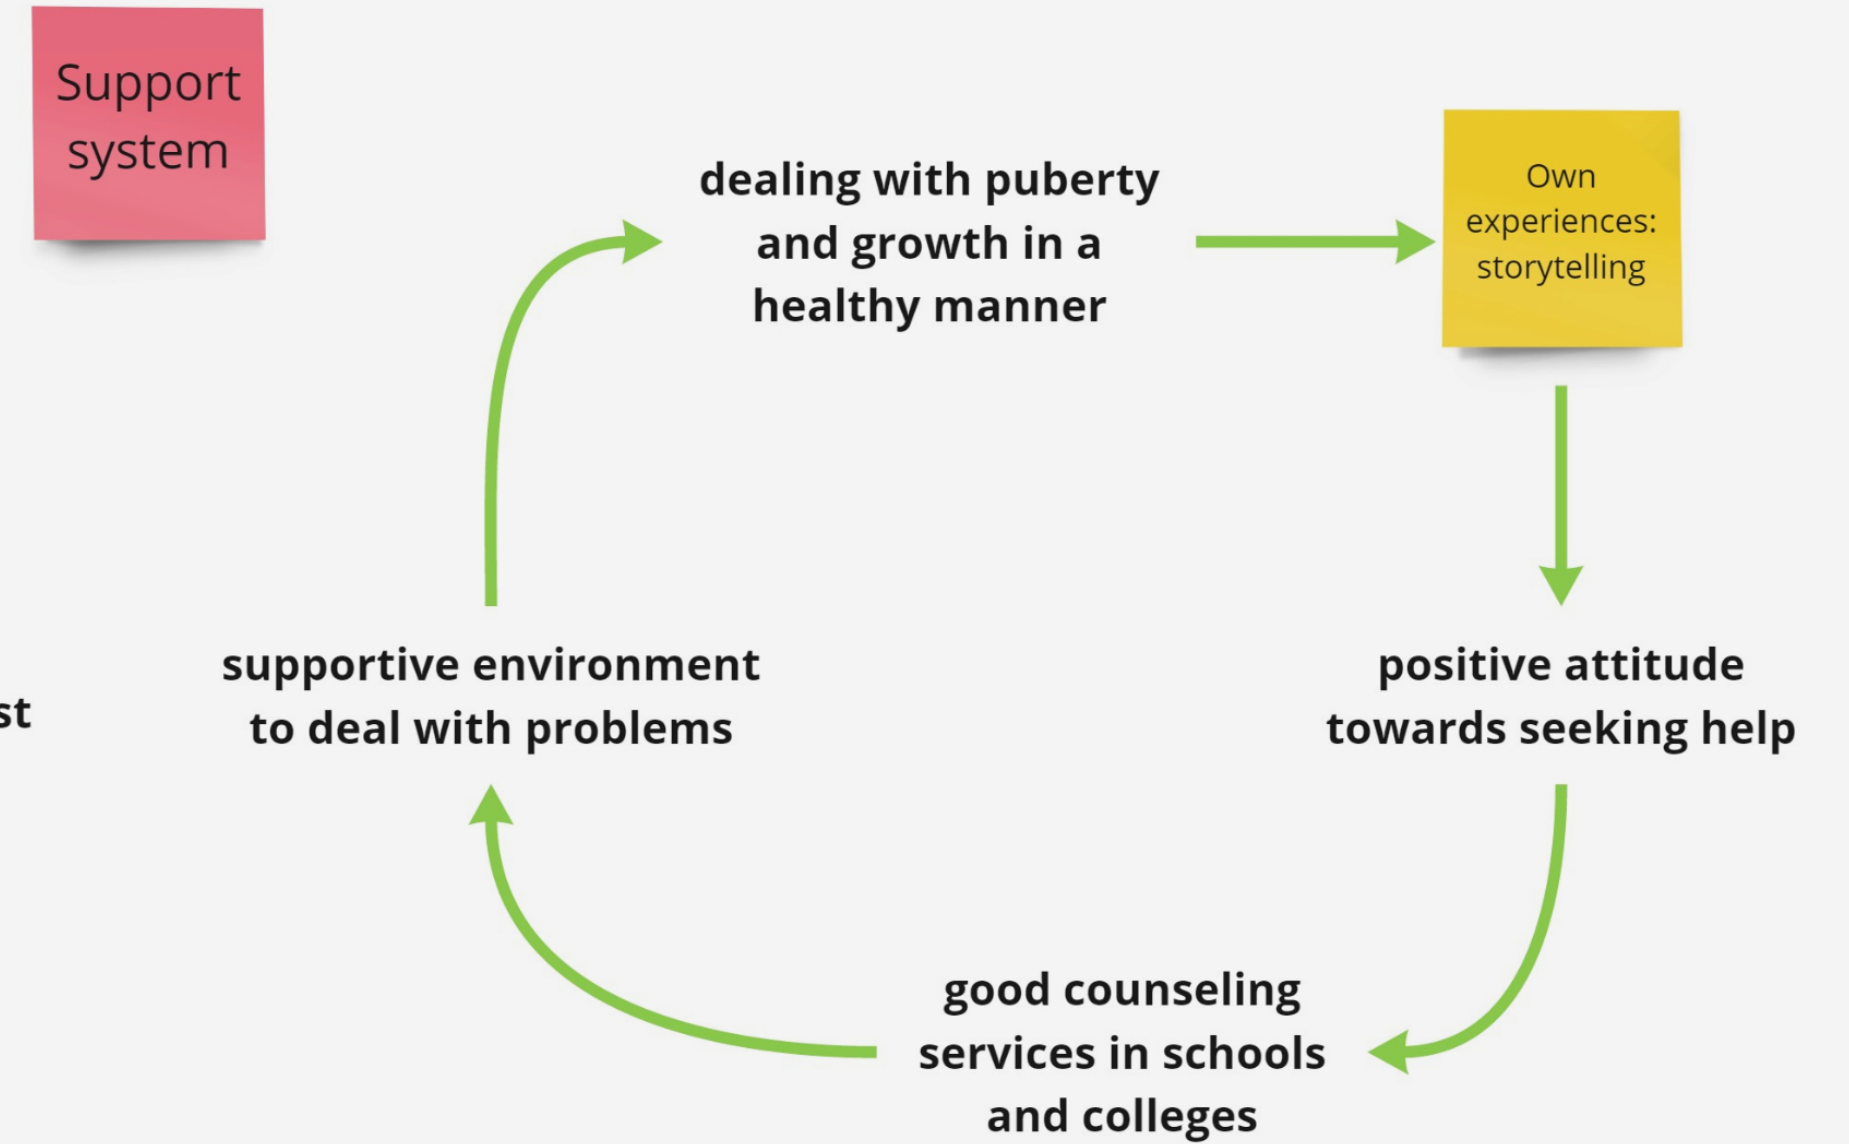 Support
system
dealing with puberty
and growth in a
healthy manner
Own
experiences:
storytelling
supportive environment
to deal with problems
positive attitude
towards seeking help
good counseling
services in schools
and colleges